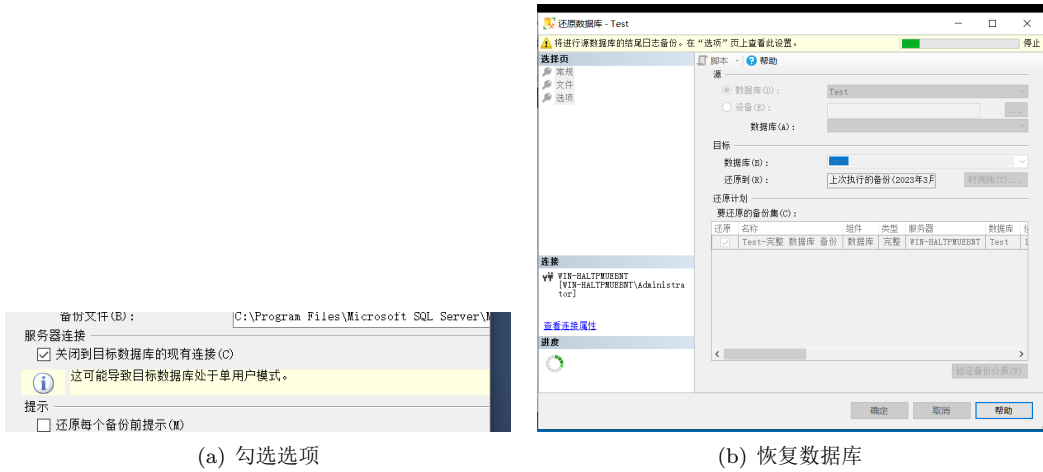 备份文件(B):
C:\Program Files\Microsoft SQL Server\M
服务器连接
关闭到目标数据库的现有连接(C)
这可能导致目标数据库处于单用户模式。
提示
还原每个备份前提示(M)
(a) 勾选选项
还原数据库 - Test
将进行源数据库的结尾日志备份。在“选项”页上查看此设置。
停止
选择页
常规
文件
选项
脚本
帮助
源
数据库(D):
Test
设备(E):
...
数据库(A):
目标
数据库(B):
还原到(R):
上次执行的备份(2023年3月
时间线(T)...
还原计划
要还原的备份集(C):
还原 名称 组件 类型 服务器 数据库
Test-完整 数据库 备份 数据库 完整 WIN-HALTPMUEBNT Test 1
连接
WIN-HALTPMUEBNT
[WIN-HALTPMUEBNT\Administra
tor]
查看连接属性
进度
验证备份介质(V)
确定
取消
帮助
(b) 恢复数据库